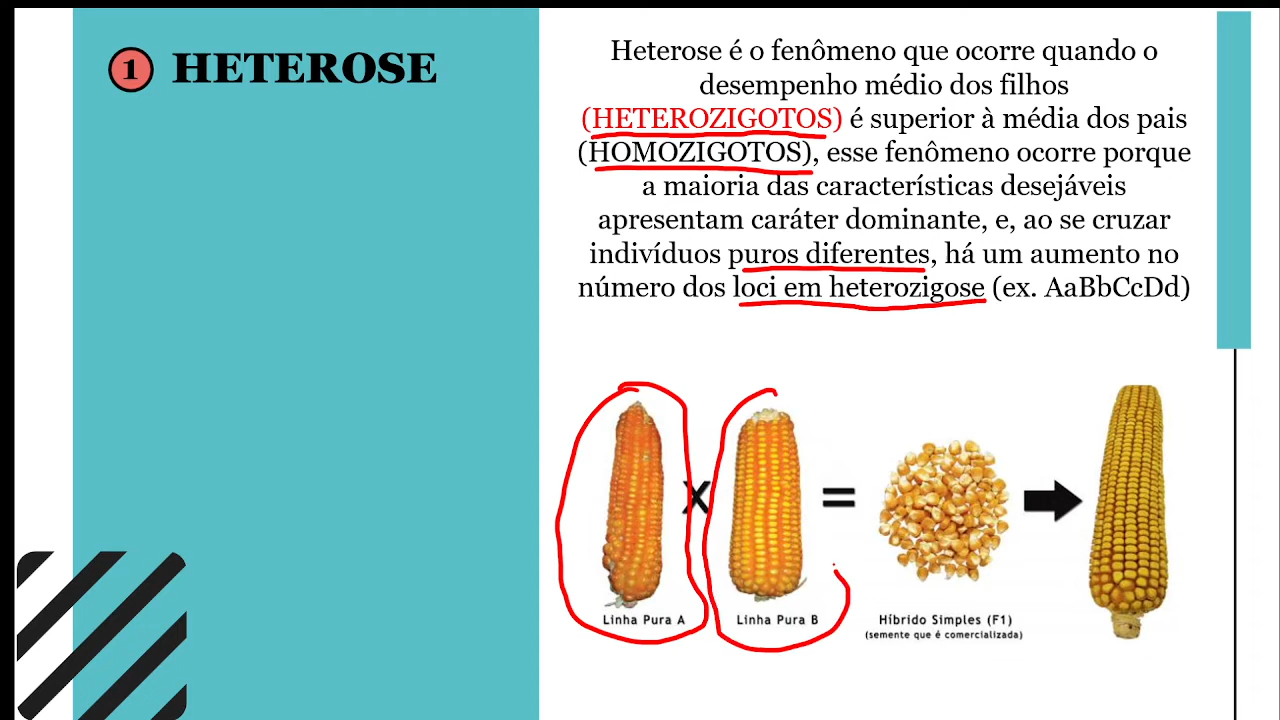 1 HETEROSE
Heterose é o fenômeno que ocorre quando o
desempenho médio dos filhos
(HETEROZIGOTOS) é superior à média dos pais
(HOMOZIGOTOS), esse fenômeno ocorre porque
a maioria das características desejáveis
apresentam caráter dominante, e, ao se cruzar
indivíduos puros diferentes, há um aumento no
número dos loci em heterozigose (ex. AaBbCcDd)
X =
Linha Pura A
Linha Pura B
Híbrido Simples (F1)
(semente que é comercializada)